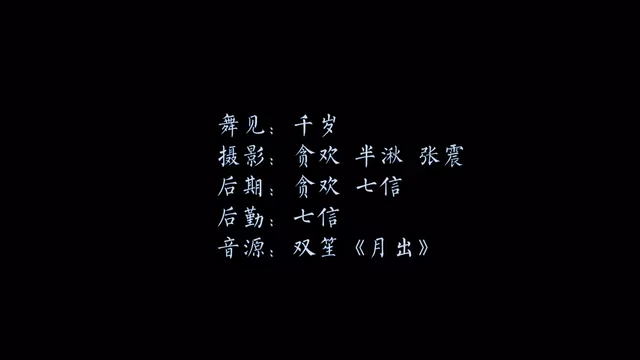 舞见：千岁
摄影：贪欢 半湫 张震
后期：贪欢 七信
后勤：七信
音源：双笙《月出》